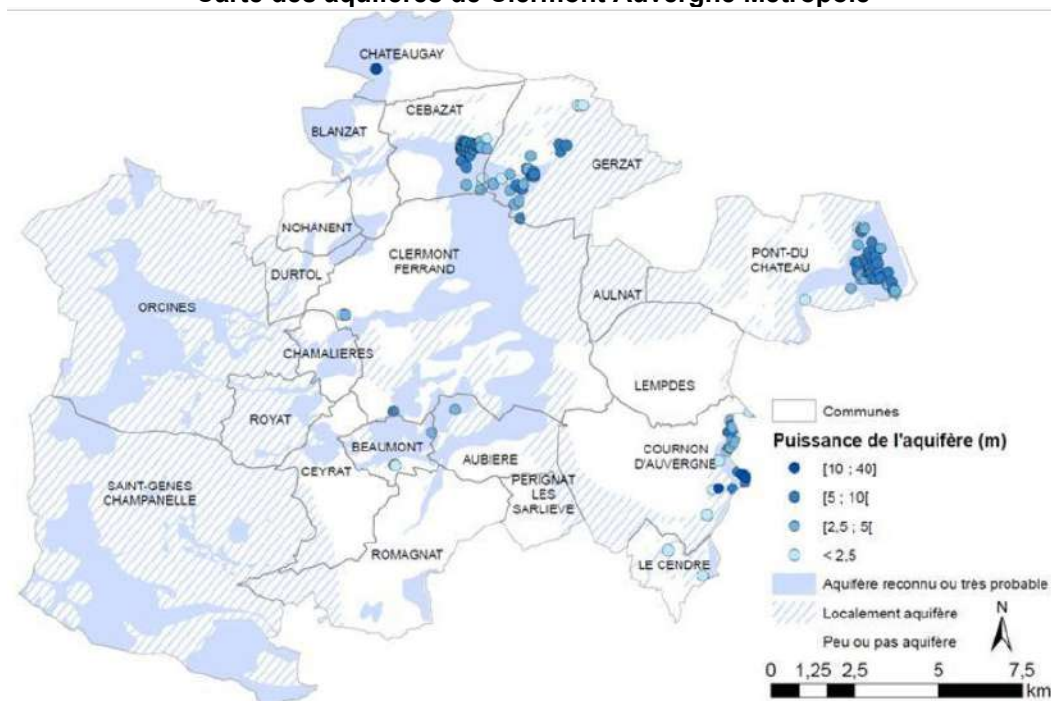 Carte des aquifères de Clermont Auvergne Métropole
CHATEAUGAY
CEBAZAT
BLANZAT
GERZAT
NOHANENT
CLERMONT
FERRAND
PONT-DU
CHATEAU
DURTOL
AULNAT
ORCINES
CHAMALIERES
LEMPDES
ROYAT
BEAUMONT
COURNON
D'AUVERGNE
AUBIERE
CEYRAT
SAINT-GENES
CHAMPANELLE
PERIGNAT
LES
SARLIEVE
ROMAGNAT
LE CENDRE
Communes
Puissance de l'aquifère (m)
[10 ; 40]
[5 ; 10[
[2,5 ; 5[
< 2,5
Aquifère reconnu ou très probable
Localement aquifère
Peu ou pas aquifère
N
0 1,25 2,5 5 7,5
km